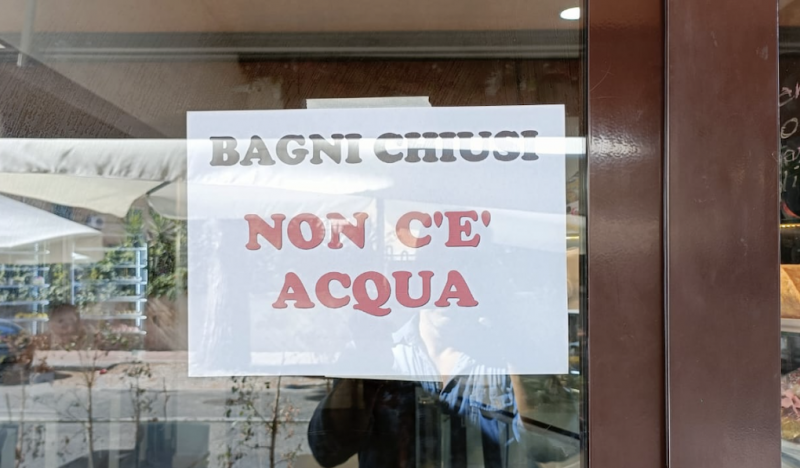 BAGNI CHIUSI
NON C'E'
ACQUA